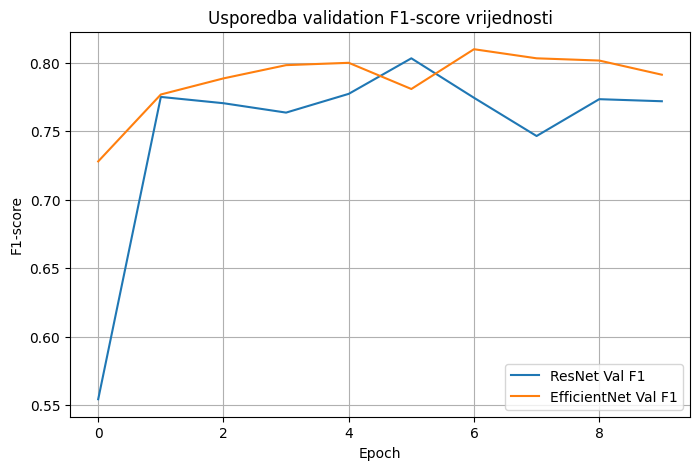 Usporedba validation F1-score vrijednosti
F1-score
0.80
0.75
0.70
0.65
0.60
0.55
0 2 4 6 8
Epoch
ResNet Val F1
EfficientNet Val F1